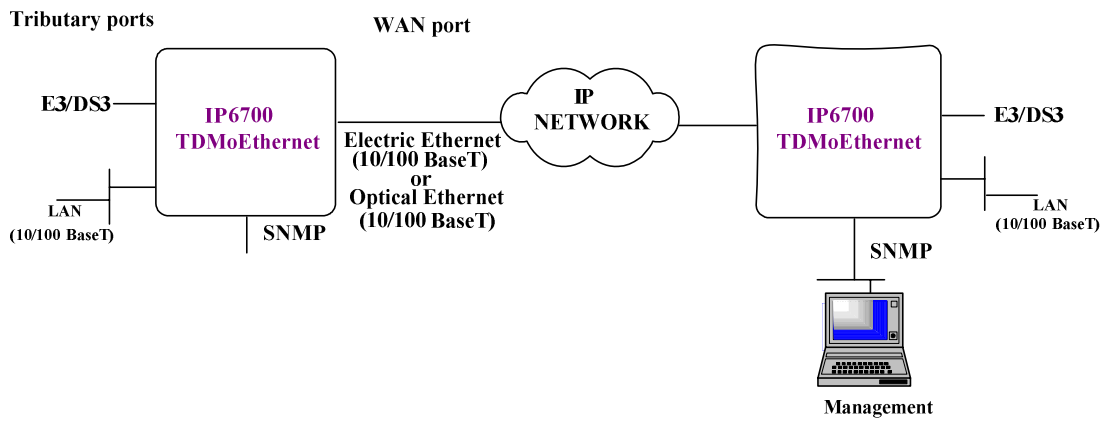 Tributary ports
WAN port
E3/DS3
IP6700
TDMoEthernet
LAN
(10/100 BaseT)
SNMP
Electric Ethernet
(10/100 BaseT)
or
Optical Ethernet
(10/100 BaseT)
IP
NETWORK
IP6700
TDMoEthernet
E3/DS3
LAN
(10/100 BaseT)
SNMP
Management